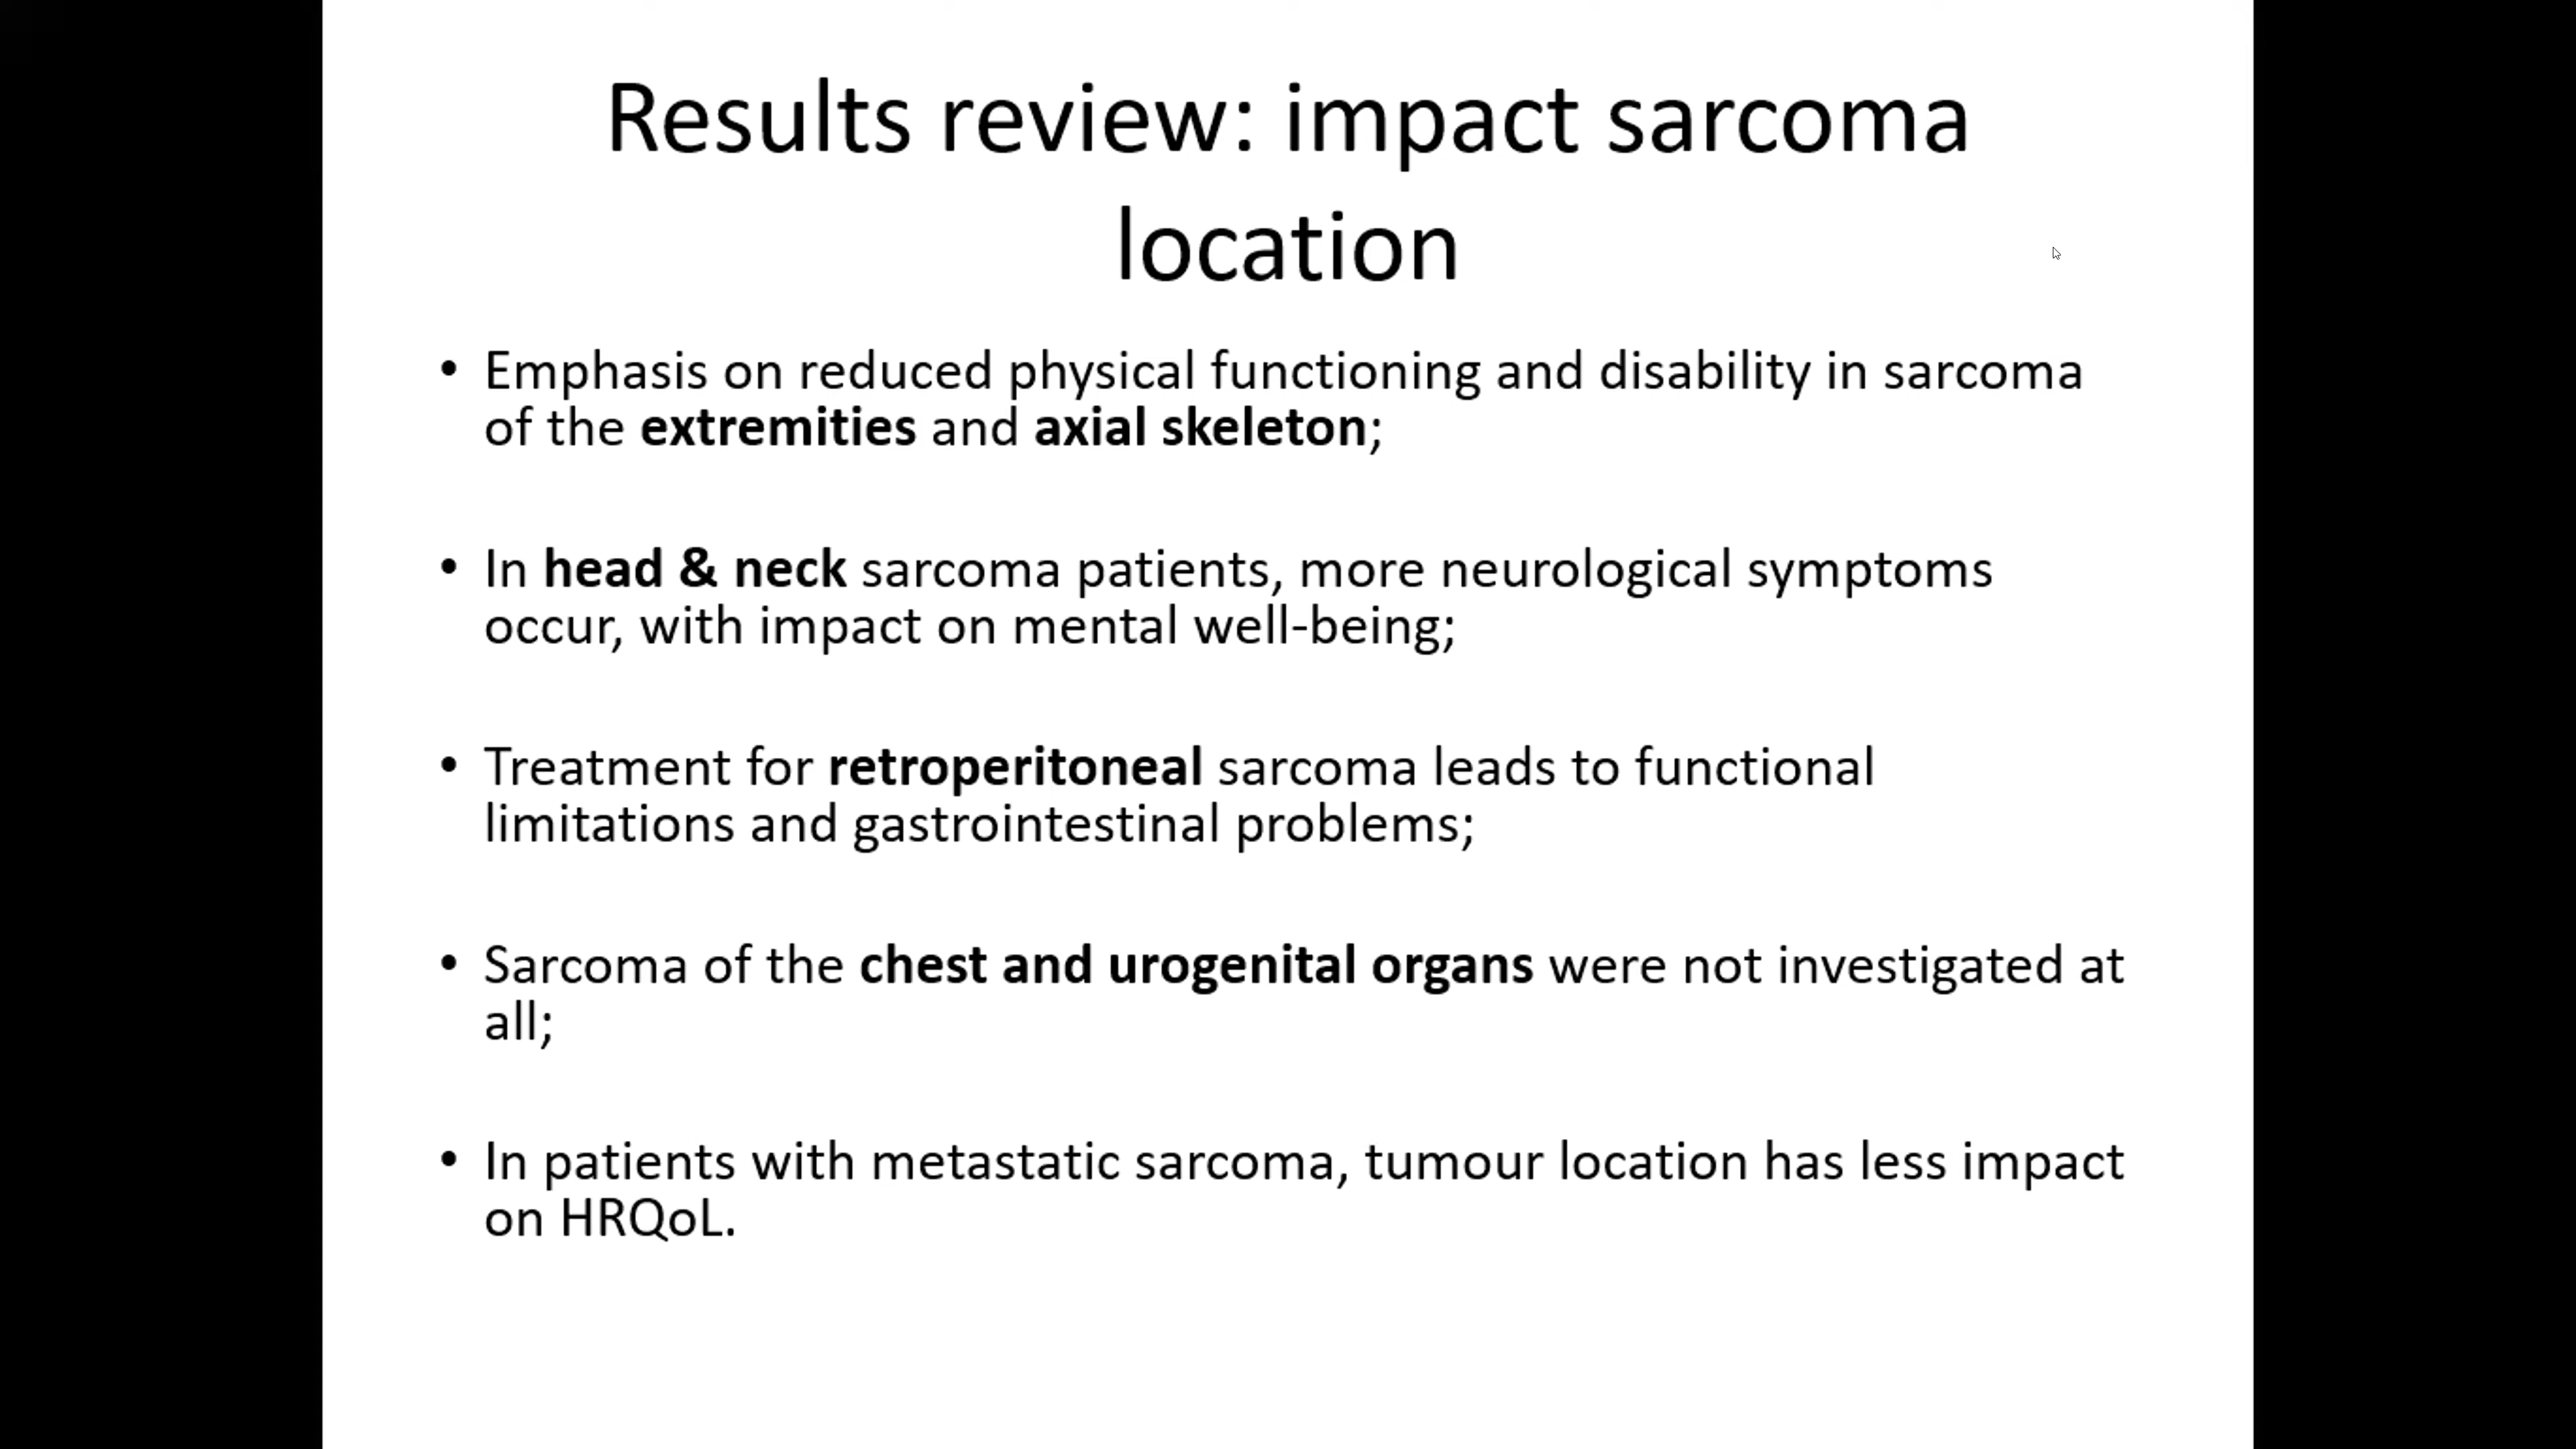 Results review: impact sarcoma
location
• Emphasis on reduced physical functioning and disability in sarcoma
of the extremities and axial skeleton;
• In head & neck sarcoma patients, more neurological symptoms
occur, with impact on mental well-being;
• Treatment for retroperitoneal sarcoma leads to functional
limitations and gastrointestinal problems;
• Sarcoma of the chest and urogenital organs were not investigated at
all;
• In patients with metastatic sarcoma, tumour location has less impact
on HRQoL.